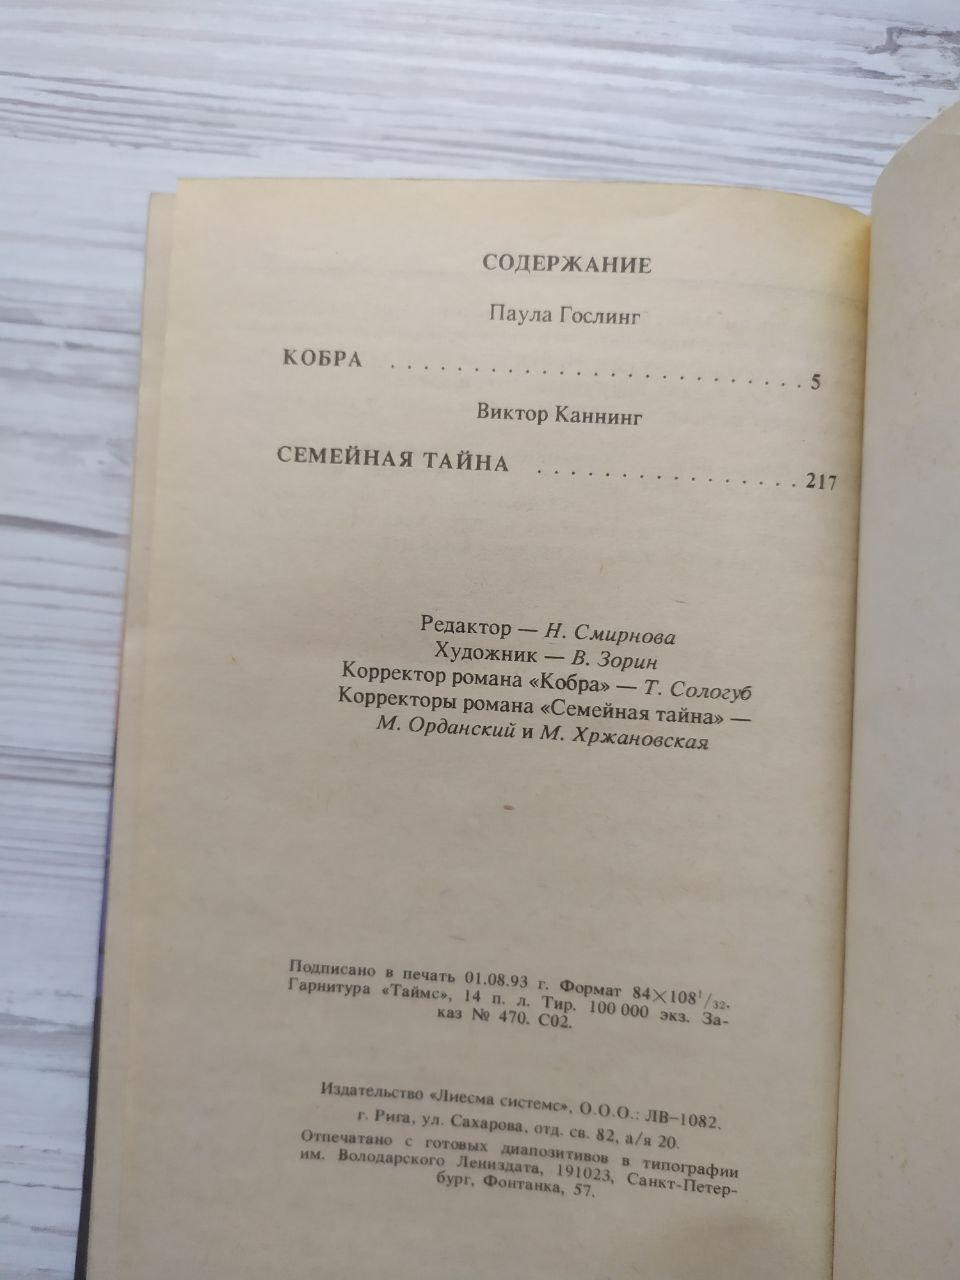 СОДЕРЖАНИЕ
Паула Гослинг
КОБРА . . . . . . . . . . . . . . . . . . . . . . . . . 5
Виктор Каннинг
СЕМЕЙНАЯ ТАЙНА . . . . . . . . . . . . . . . . 217
Редактор — Н. Смирнова
Художник — В. Зорин
Корректор романа «Кобра» — Т. Сологуб
Корректоры романа «Семейная тайна» —
М. Орданский и М. Хржановская
Подписано в печать 01.08.93 г. Формат 84×108¹/₃₂.
Гарнитура «Таймс», 14 п. л. Тир. 100 000 экз. За-
каз № 470. С02.
Издательство «Лиесма системс», О.О.О.: ЛВ—1082.
г. Рига, ул. Сахарова, отд. св. 82, а/я 20.
Отпечатано с готовых диапозитивов в типографии
им. Володарского Лениздата, 191023, Санкт-Петер-
бург, Фонтанка, 57.